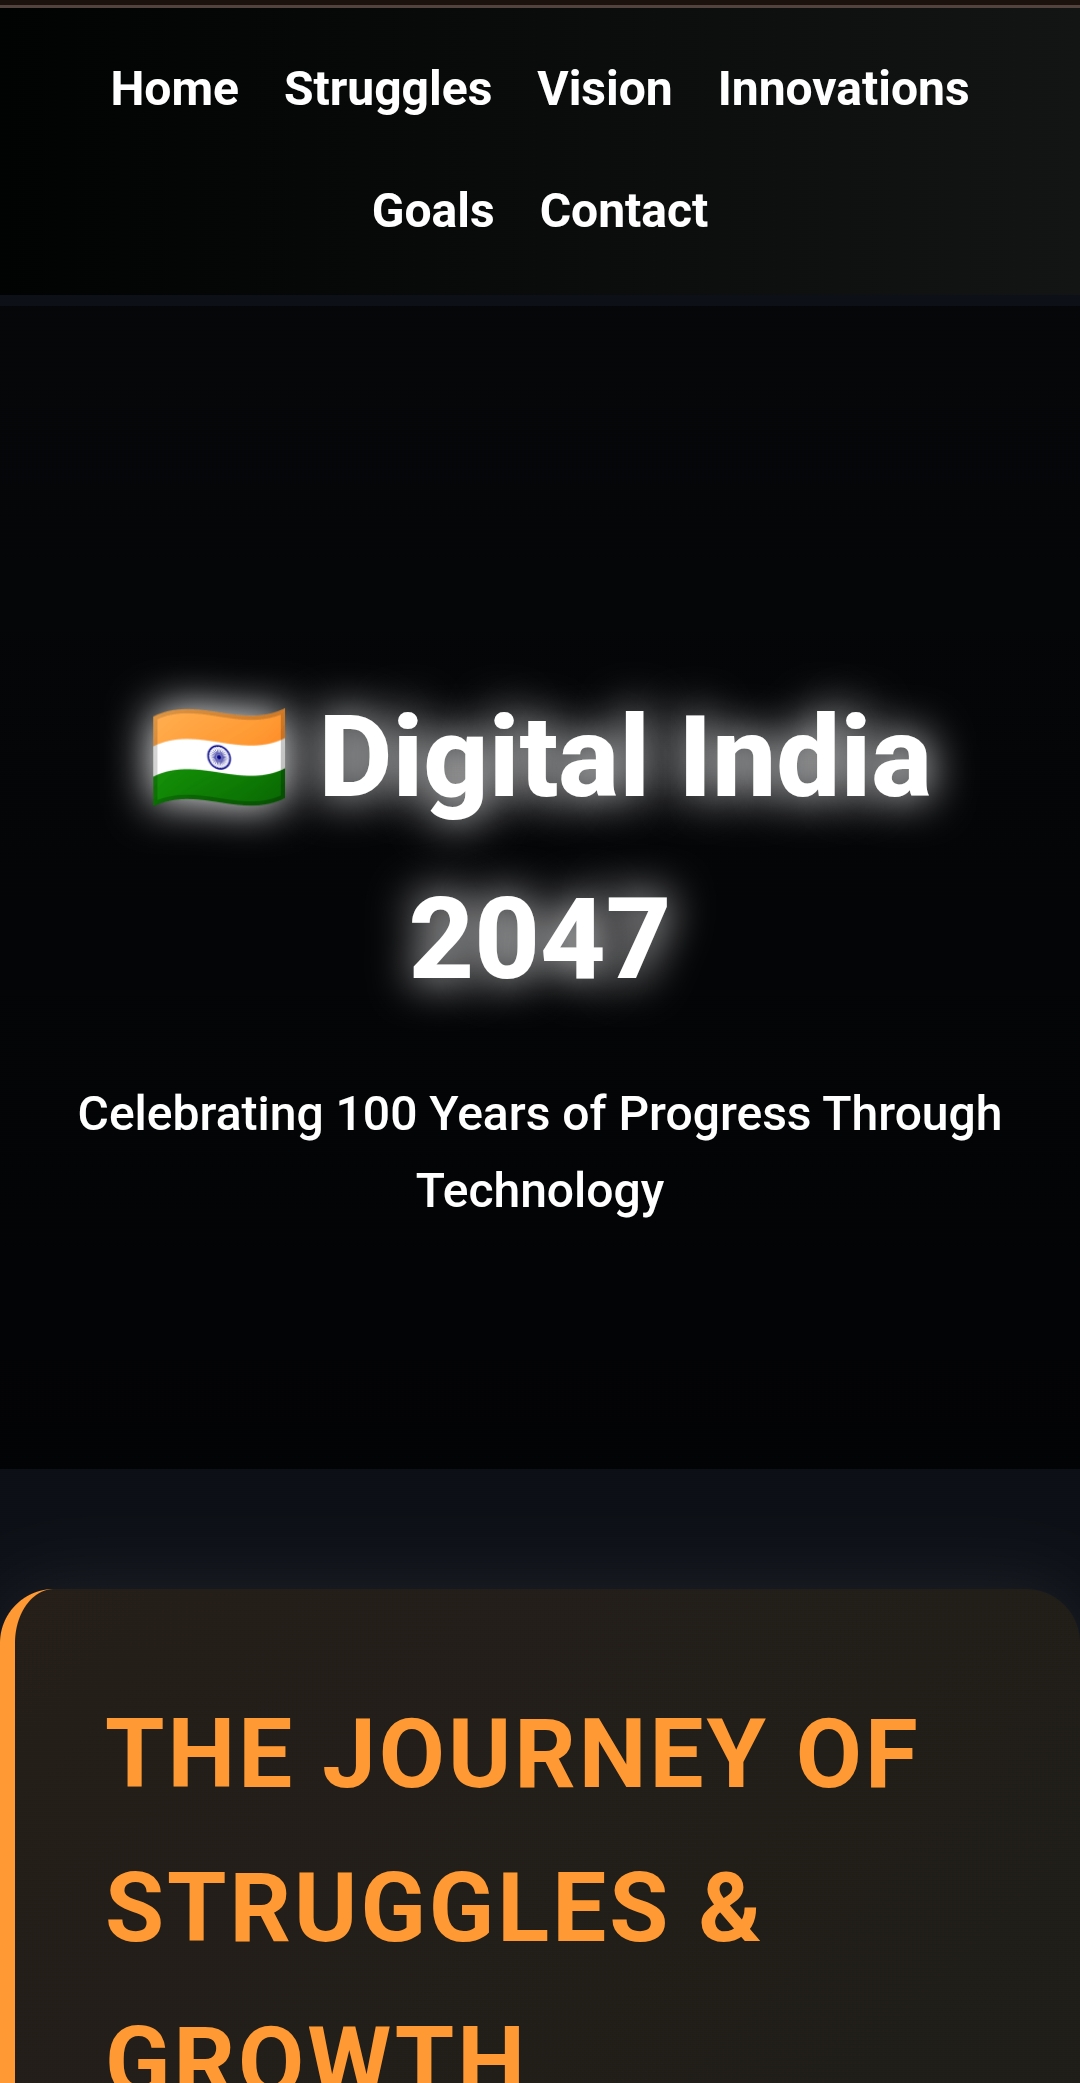 Home Struggles Vision Innovations
Goals Contact
🇮🇳 Digital India
2047
Celebrating 100 Years of Progress Through
Technology
THE JOURNEY OF
STRUGGLES &
GROWTH